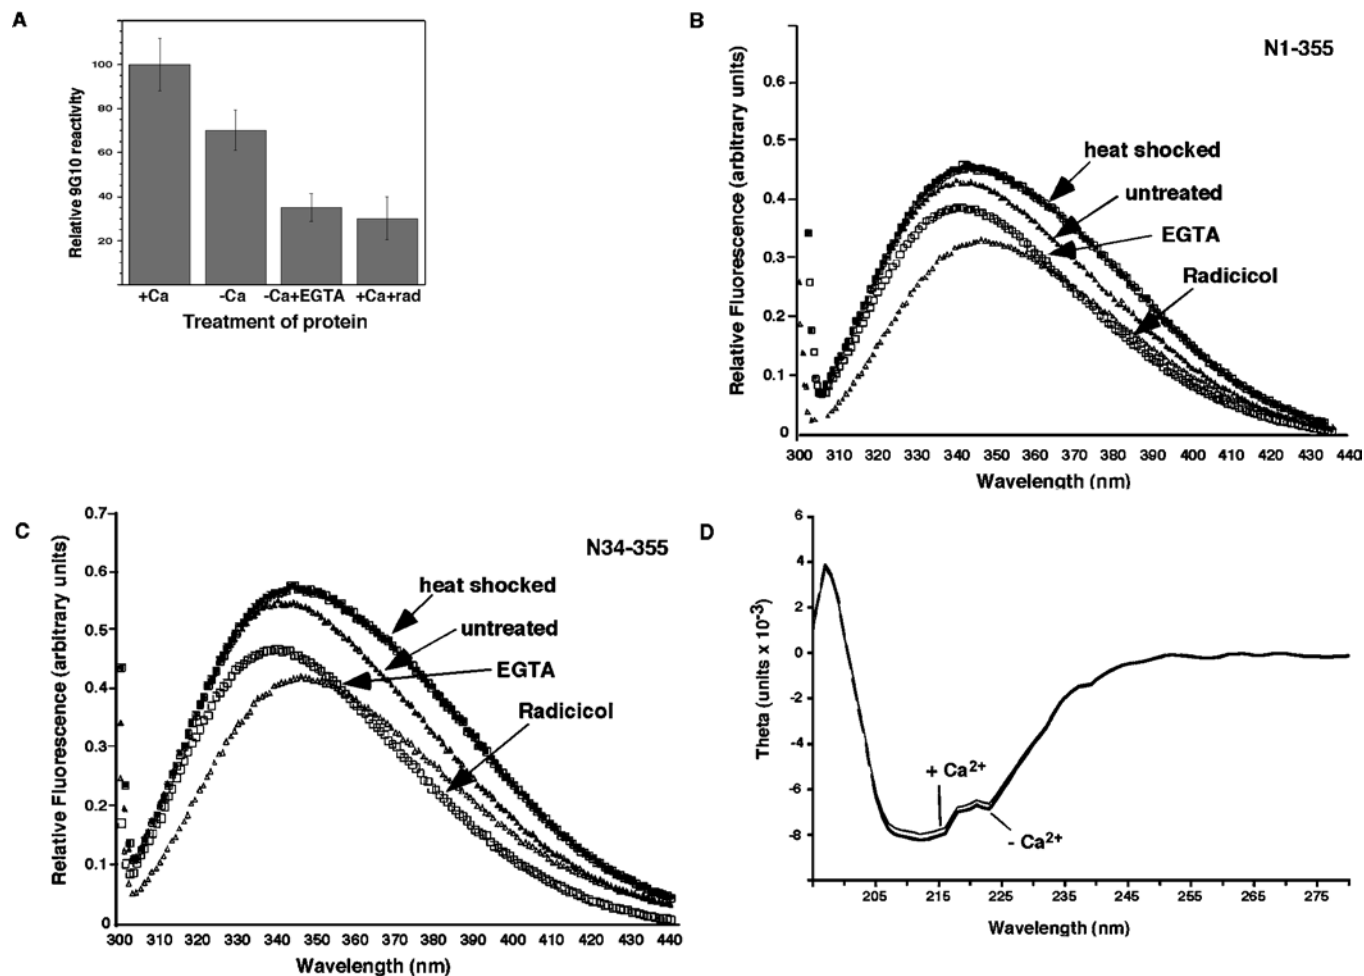 A
Relative 9G10 reactivity
100
80
60
40
20
+Ca -Ca -Ca+EGTA +Ca+rad
Treatment of protein
B
N1-355
Relative Fluorescence (arbitrary units)
0.6
0.5
0.4
0.3
0.2
0.1
0
heat shocked
untreated
EGTA
Radicicol
300 310 320 330 340 350 360 370 380 390 400 410 420 430 440
Wavelength (nm)
C
N34-355
Relative Fluorescence (arbitrary units)
0.7
0.6
0.5
0.4
0.3
0.2
0.1
0
heat shocked
untreated
EGTA
Radicicol
300 310 320 330 340 350 360 370 380 390 400 410 420 430 440
Wavelength (nm)
D
Theta (units x 10-3)
6
4
2
0
-2
-4
-6
-8
+ Ca2+
- Ca2+
205 215 225 235 245 255 265 275
Wavelength (nm)